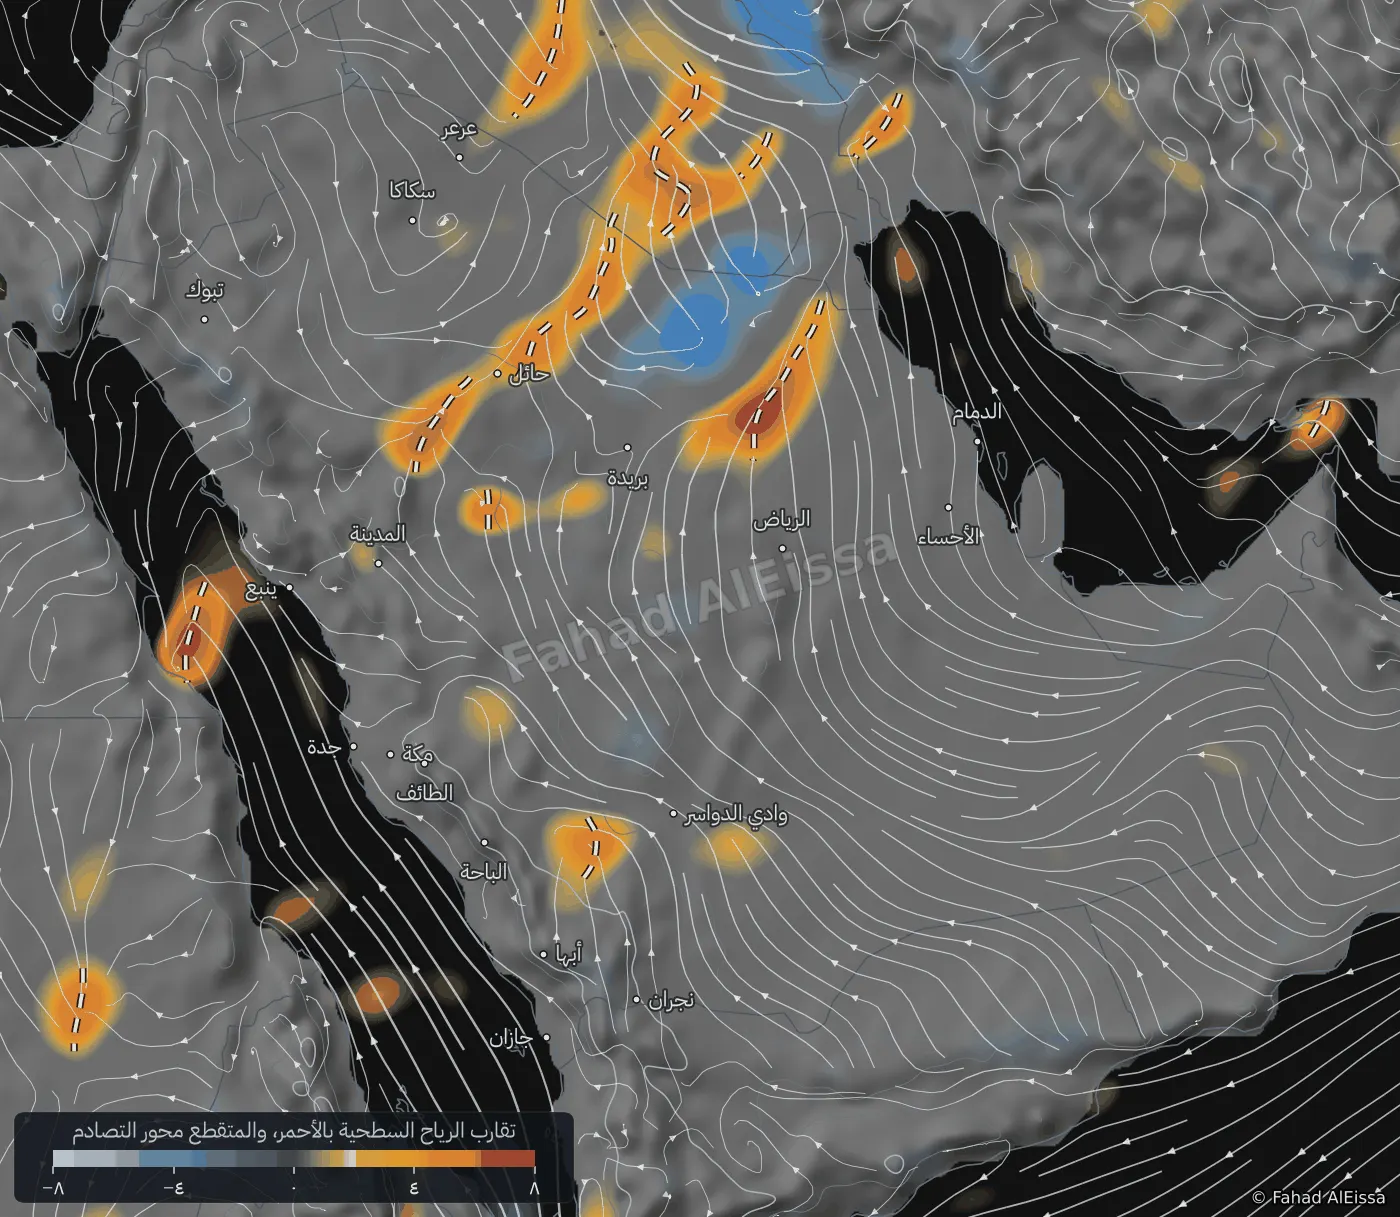 عرعر
سكاكا
تبوك
حائل
الدمام
بريدة
الرياض
الأحساء
المدينة
ينبع
Fahad AlEissa
جدة
مكة
الطائف
وادي الدواسر
الباحة
أبها
نجران
جازان
تقارب الرياح السطحية بالأحمر، والمتقطع محور التصادم
−٨ −٤ ٠ ٤ ٨
© Fahad AlEissa